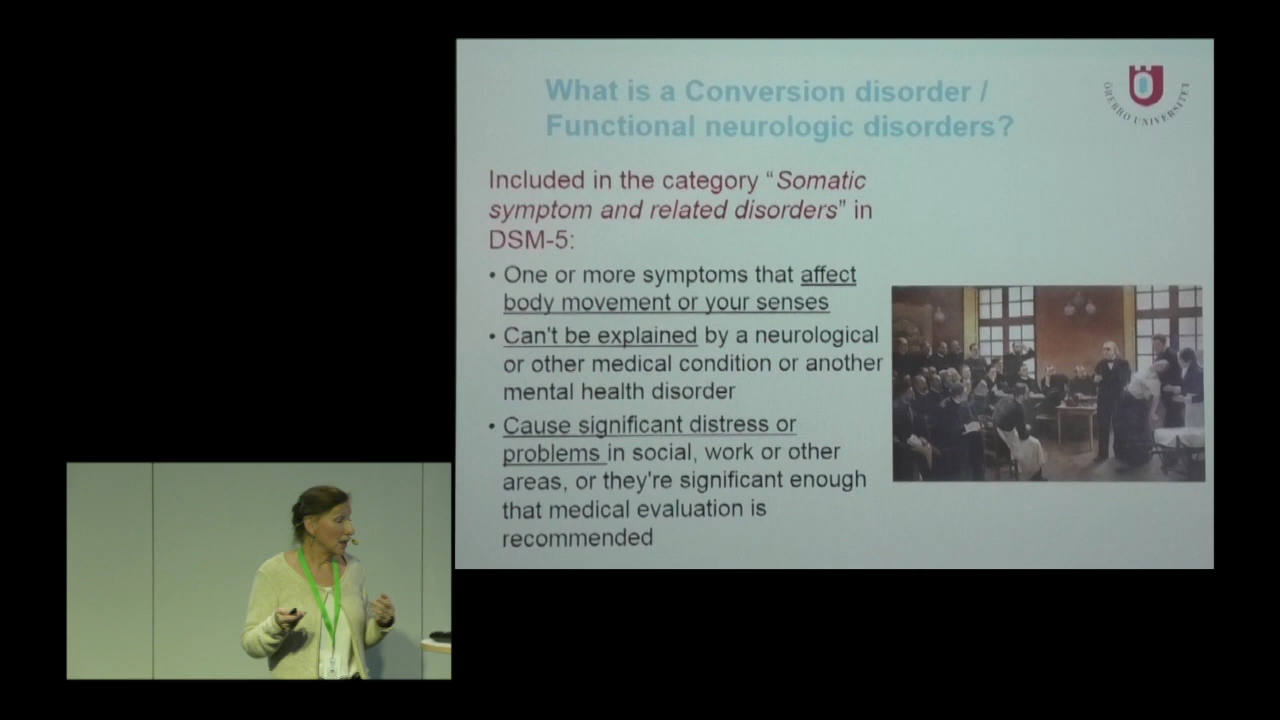 What is a Conversion disorder /
Functional neurologic disorders?
ÖREBRO UNIVERSITET
Included in the category “Somatic
symptom and related disorders” in
DSM-5:
• One or more symptoms that affect
body movement or your senses
• Can't be explained by a neurological
or other medical condition or another
mental health disorder
• Cause significant distress or
problems in social, work or other
areas, or they're significant enough
that medical evaluation is
recommended